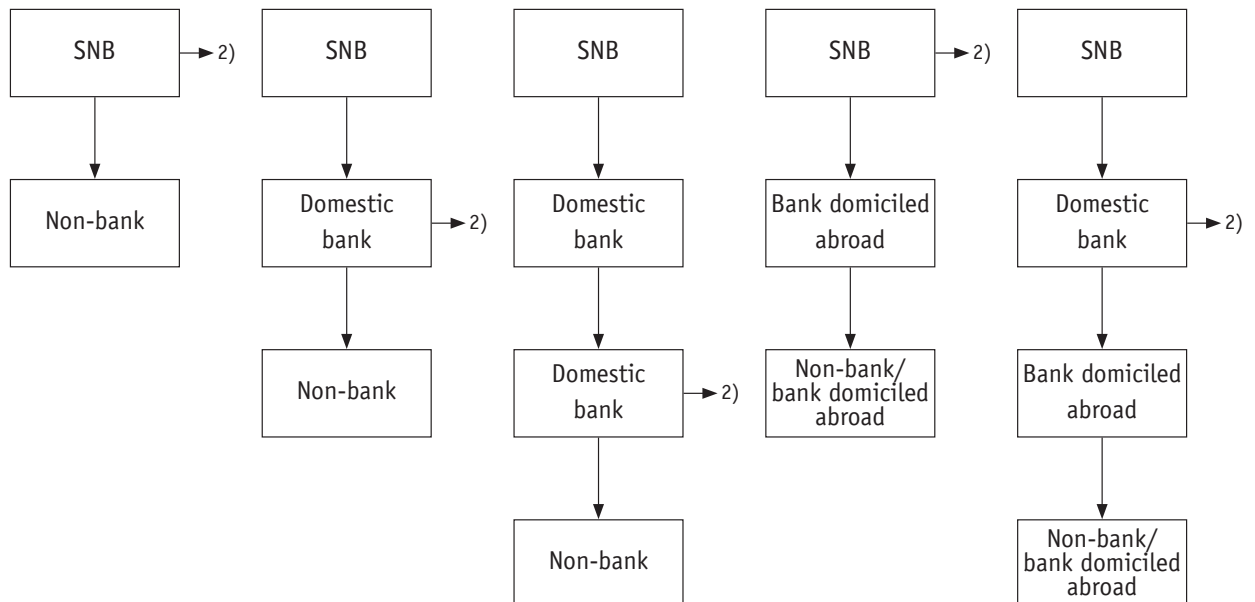 SNB
2)
SNB
SNB
SNB
2)
SNB
Non-bank
Domestic
bank
2)
Domestic
bank
Bank domiciled
abroad
Domestic
bank
2)
Non-bank
Domestic
bank
2)
Non-bank/
bank domiciled
abroad
Bank domiciled
abroad
Non-bank
Non-bank/
bank domiciled
abroad